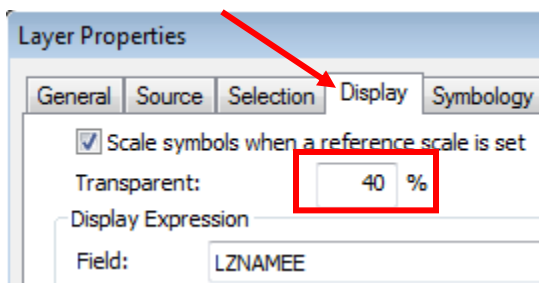 Layer Properties
General Source Selection Display Symbology
Scale symbols when a reference scale is set
Transparent: 40 %
Display Expression
Field: LZNAMEE